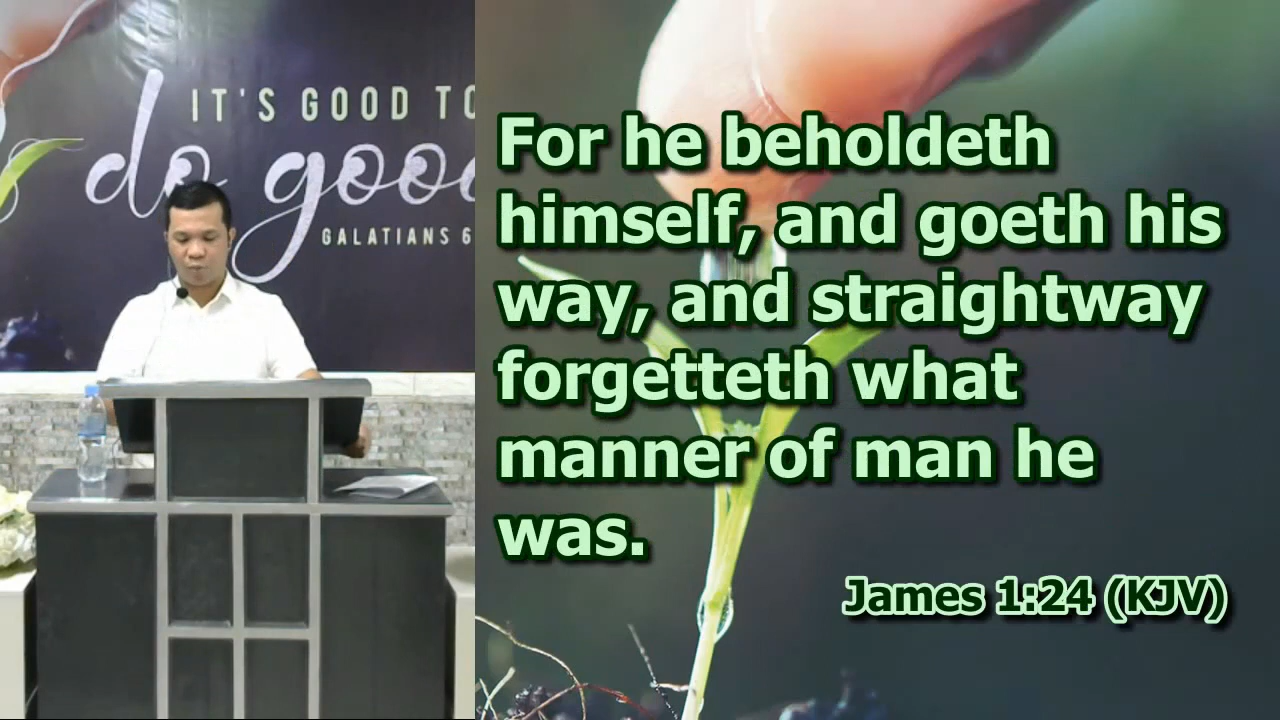 IT'S GOOD TO
do good
GALATIANS 6
For he beholdeth
himself, and goeth his
way, and straightway
forgetteth what
manner of man he
was.
James 1:24 (KJV)